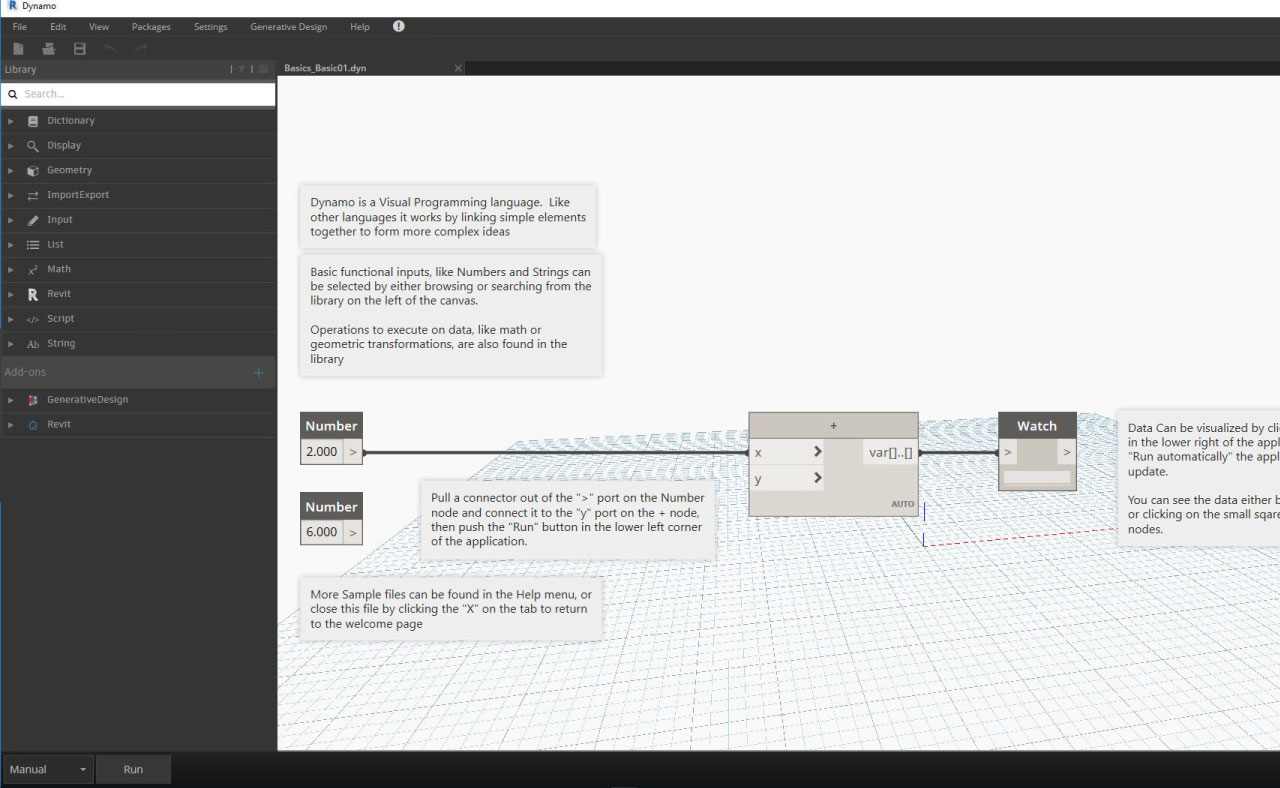 Dynamo
File Edit View Packages Settings Generative Design Help
Library
Basics_Basic01.dyn
Search...
Dictionary
Display
Geometry
ImportExport
Input
List
Math
Revit
Script
String
Add-ons
GenerativeDesign
Revit
Dynamo is a Visual Programming language. Like
other languages it works by linking simple elements
together to form more complex ideas
Basic functional inputs, like Numbers and Strings can
be selected by either browsing or searching from the
library on the left of the canvas.
Operations to execute on data, like math or
geometric transformations, are also found in the
library
Number
2.000 >
Number
6.000 >
Pull a connector out of the ">" port on the Number
node and connect it to the "y" port on the + node,
then push the "Run" button in the lower left corner
of the application.
More Sample files can be found in the Help menu, or
close this file by clicking the "X" on the tab to return
to the welcome page
+
x > var[]..[]
y >
AUTO
Watch
> >
Data Can be visualized by cli
in the lower right of the appl
"Run automatically" the appl
update.
You can see the data either b
or clicking on the small sqare
nodes.
Manual Run